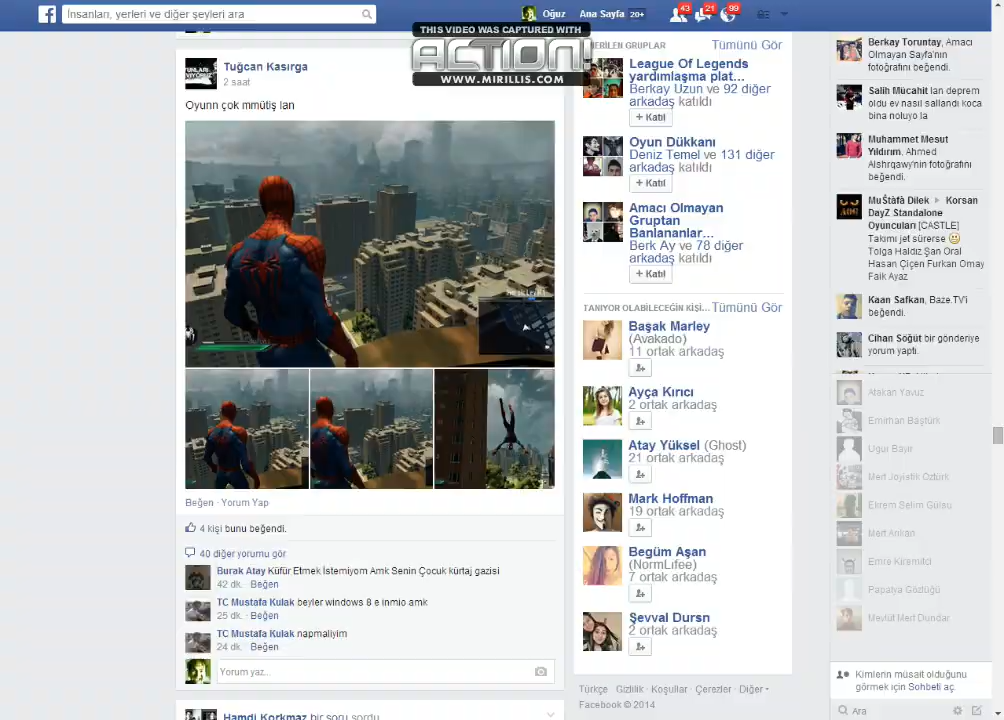 İnsanları, yerleri ve diğer şeyleri ara
Oğuz
Ana Sayfa 20+
43
21
99
THIS VIDEO WAS CAPTURED WITH
ACTION!
WWW.MIRILLIS.COM
Tuğcan Kasırga
2 saat
Oyunn çok mmütiş lan
Beğen · Yorum Yap
4 kişi bunu beğendi.
40 diğer yorumu gör
Burak Atay Küfür Etmek İstemiyom Amk Senin Çocuk kürtaj gazisi
42 dk. · Beğen
TC Mustafa Kulak beyler windows 8 e inmio amk
25 dk. · Beğen
TC Mustafa Kulak napmaliyim
24 dk. · Beğen
Yorum yaz...
Hamdi Korkmaz bir soru sordu
GRUPLAR
Tümünü Gör
League Of Legends
yardımlaşma plat...
Berkay Uzun ve 92 diğer
arkadaş katıldı
+ Katıl
Oyun Dükkanı
Deniz Temel ve 131 diğer
arkadaş katıldı
+ Katıl
Amacı Olmayan
Gruptan
Banlananlar...
Berk Ay ve 78 diğer
arkadaş katıldı
+ Katıl
TANIYOR OLABİLECEĞİN KİŞİ... Tümünü Gör
Başak Marley
(Avakado)
11 ortak arkadaş
Ayça Kırıcı
2 ortak arkadaş
Atay Yüksel (Ghost)
21 ortak arkadaş
Mark Hoffman
19 ortak arkadaş
Begüm Aşan
(NormLıfee)
7 ortak arkadaş
Şevval Dursn
2 ortak arkadaş
Türkçe · Gizlilik · Koşullar · Çerezler · Diğer
Facebook © 2014
Berkay Toruntay, Amacı
Olmayan Sayfa'nın
fotoğrafını beğendi.
Salih Mücahit lan deprem
oldu ev nasıl sallandı koca
bina noluyo la
Muhammet Mesut
Yıldırım, Ahmed
Alshrqawy'nin fotoğrafını
beğendi.
MuŚtàfà Dilek ▸ Korsan
DayZ Standalone
Oyuncuları [CASTLE]
Takımı jet sürerse
Tolga Haldız Şan Oral
Hasan Çiçen Furkan Omay
Faik Ayaz
Kaan Safkan, Baze.TV'i
beğendi.
Cihan Söğüt bir gönderiye
yorum yaptı.
Atakan Yavuz
Emirhan Baştürk
Ugur Bayır
Mert Joyistik Öztürk
Ekrem Selim Gülsu
Mert Arıkan
Emre Kiremitci
Papatya Gözlüğü
Mevlüt Mert Dundar
Kimlerin müsait olduğunu
görmek için Sohbeti aç.
Ara